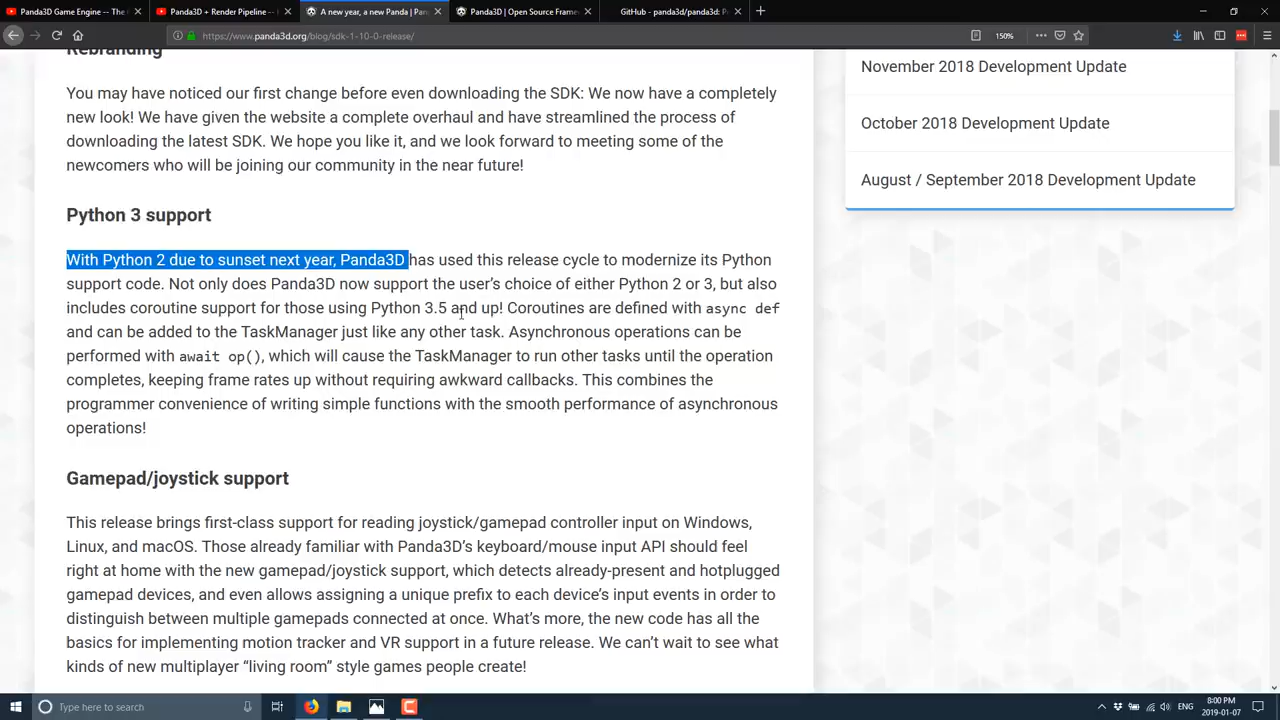 Panda3D Game Engine -- The
Panda3D + Render Pipeline --
A new year, a new Panda | Pan
Panda3D | Open Source Frame
GitHub - panda3d/panda3d: P
https://www.panda3d.org/blog/sdk-1-10-0-release/
150%
Rebranding
You may have noticed our first change before even downloading the SDK: We now have a completely
new look! We have given the website a complete overhaul and have streamlined the process of
downloading the latest SDK. We hope you like it, and we look forward to meeting some of the
newcomers who will be joining our community in the near future!
Python 3 support
With Python 2 due to sunset next year, Panda3D has used this release cycle to modernize its Python
support code. Not only does Panda3D now support the user's choice of either Python 2 or 3, but also
includes coroutine support for those using Python 3.5 and up! Coroutines are defined with async def
and can be added to the TaskManager just like any other task. Asynchronous operations can be
performed with await op(), which will cause the TaskManager to run other tasks until the operation
completes, keeping frame rates up without requiring awkward callbacks. This combines the
programmer convenience of writing simple functions with the smooth performance of asynchronous
operations!
Gamepad/joystick support
This release brings first-class support for reading joystick/gamepad controller input on Windows,
Linux, and macOS. Those already familiar with Panda3D's keyboard/mouse input API should feel
right at home with the new gamepad/joystick support, which detects already-present and hotplugged
gamepad devices, and even allows assigning a unique prefix to each device's input events in order to
distinguish between multiple gamepads connected at once. What's more, the new code has all the
basics for implementing motion tracker and VR support in a future release. We can't wait to see what
kinds of new multiplayer “living room” style games people create!
November 2018 Development Update
October 2018 Development Update
August / September 2018 Development Update
Type here to search
ENG
8:00 PM
2019-01-07